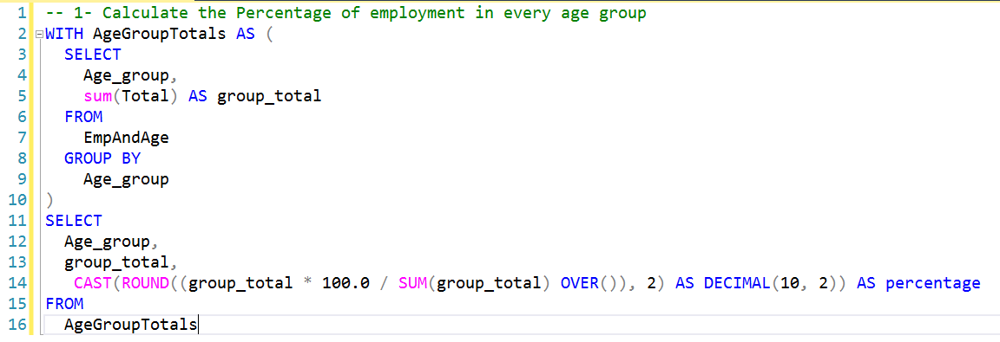 1 -- 1- Calculate the Percentage of employment in every age group
2 WITH AgeGroupTotals AS (
3 SELECT
4 Age_group,
5 sum(Total) AS group_total
6 FROM
7 EmpAndAge
8 GROUP BY
9 Age_group
10 )
11 SELECT
12 Age_group,
13 group_total,
14 CAST(ROUND((group_total * 100.0 / SUM(group_total) OVER()), 2) AS DECIMAL(10, 2)) AS percentage
15 FROM
16 AgeGroupTotals